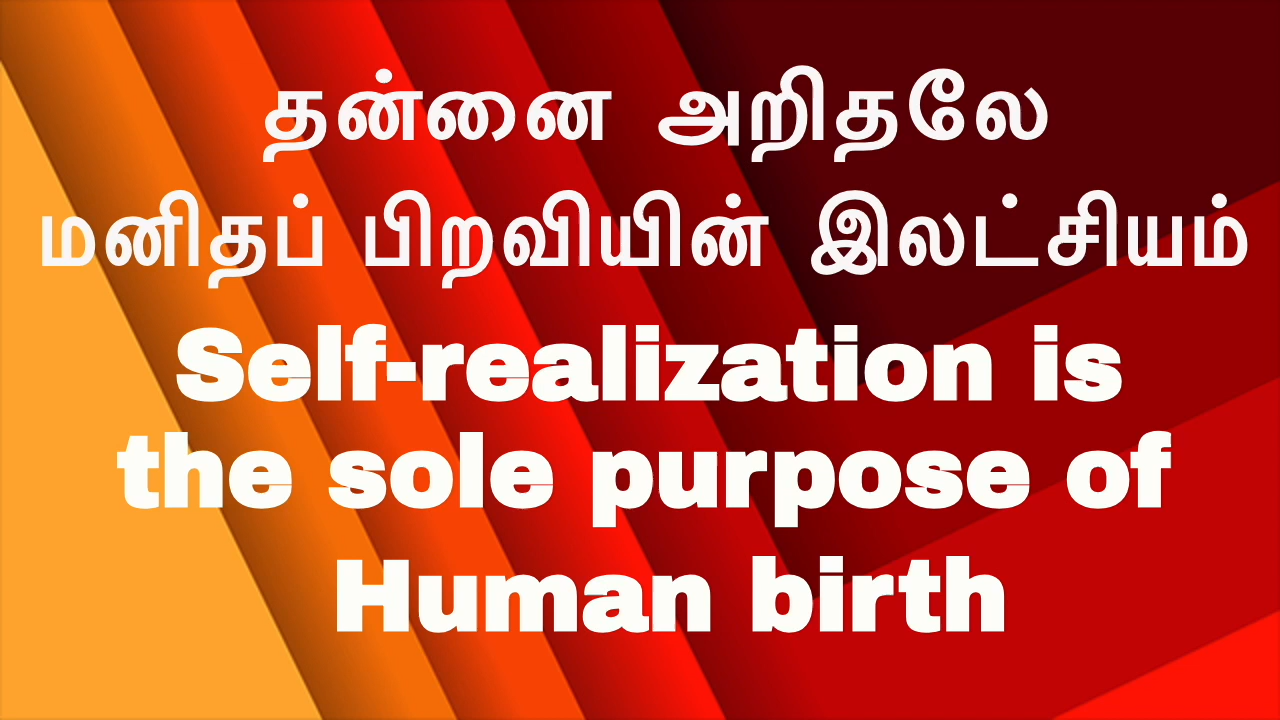 தன்னை அறிதலே
மனிதப் பிறவியின் இலட்சியம்
Self-realization is
the sole purpose of
Human birth